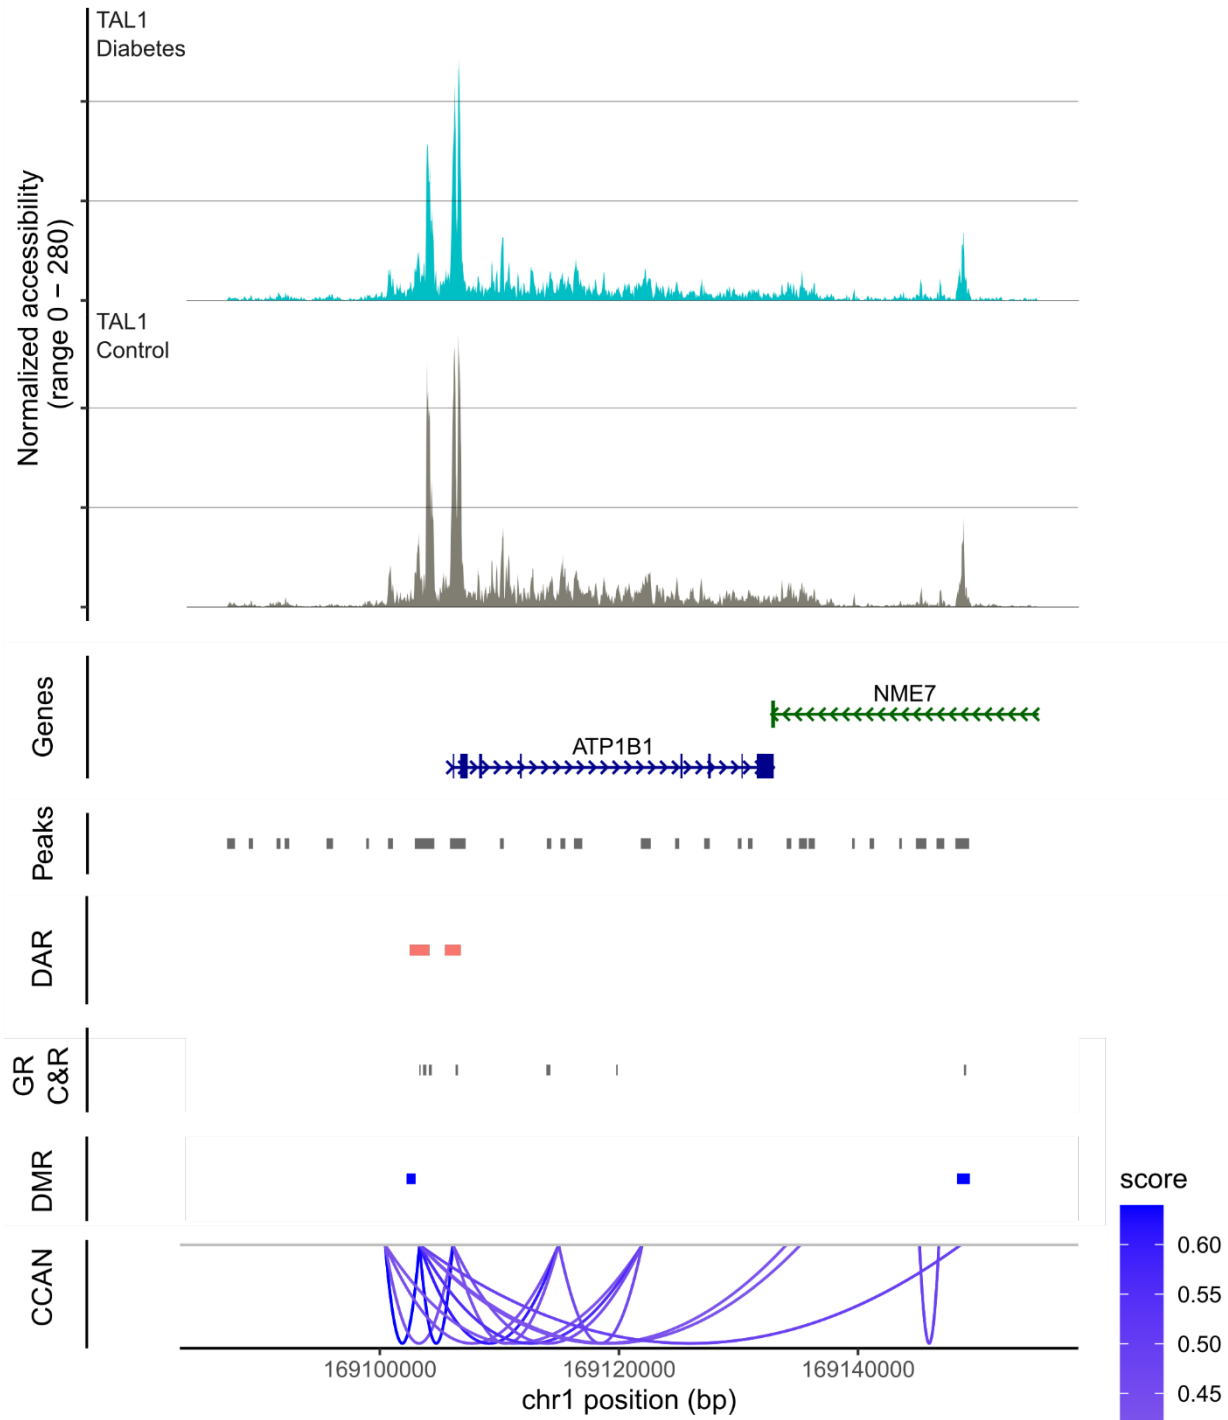 TAL1
Diabetes
TAL1
Control
Normalized accessibility
(range 0 – 280)
Genes
NME7
ATP1B1
Peaks
DAR
GR
C&R
DMR
CCAN
score
0.60
0.55
0.50
0.45
169100000
169120000
169140000
chr1 position (bp)